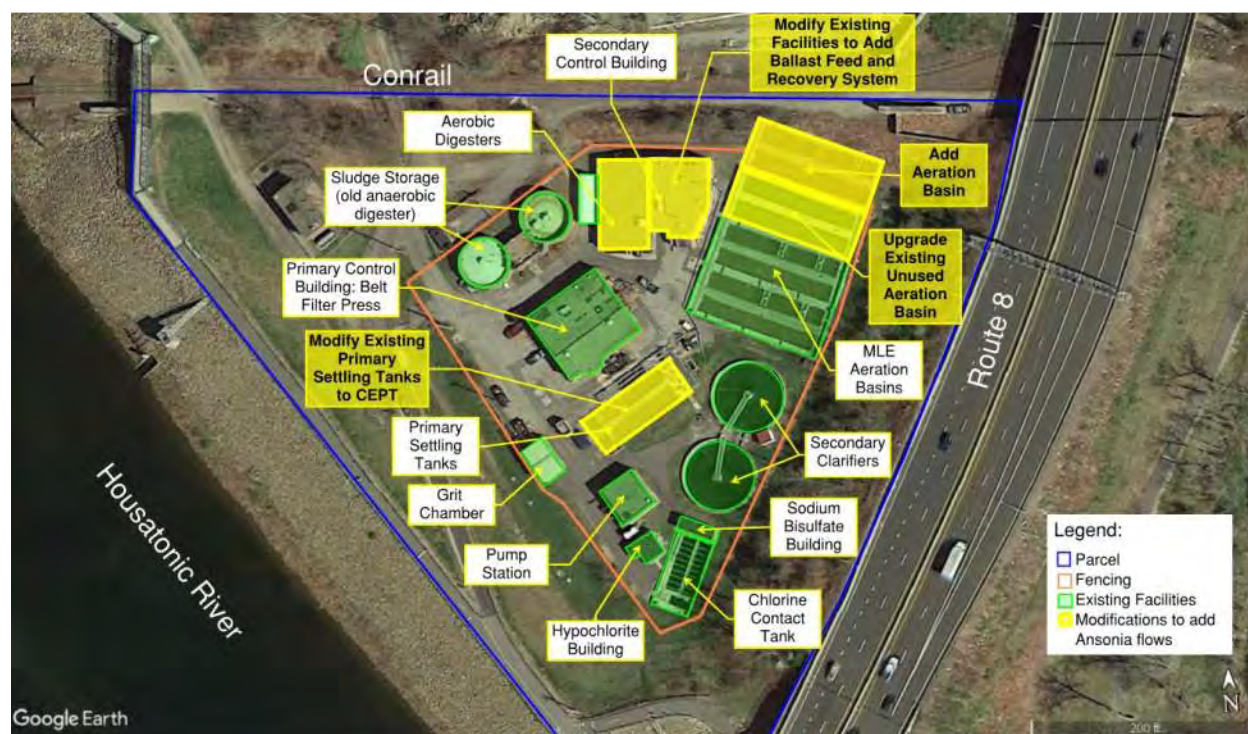 Conrail
Secondary
Control Building
Modify Existing
Facilities to Add
Ballast Feed and
Recovery System
Aerobic
Digesters
Add
Aeration
Basin
Sludge Storage
(old anaerobic
digester)
Upgrade
Existing
Unused
Aeration
Basin
Primary Control
Building: Belt
Filter Press
Modify Existing
Primary
Settling Tanks
to CEPT
MLE
Aeration
Basins
Route 8
Primary
Settling
Tanks
Secondary
Clarifiers
Housatonic River
Grit
Chamber
Sodium
Bisulfate
Building
Pump
Station
Chlorine
Contact
Tank
Hypochlorite
Building
Legend:
Parcel
Fencing
Existing Facilities
Modifications to add
Ansonia flows
N
200 ft
Google Earth